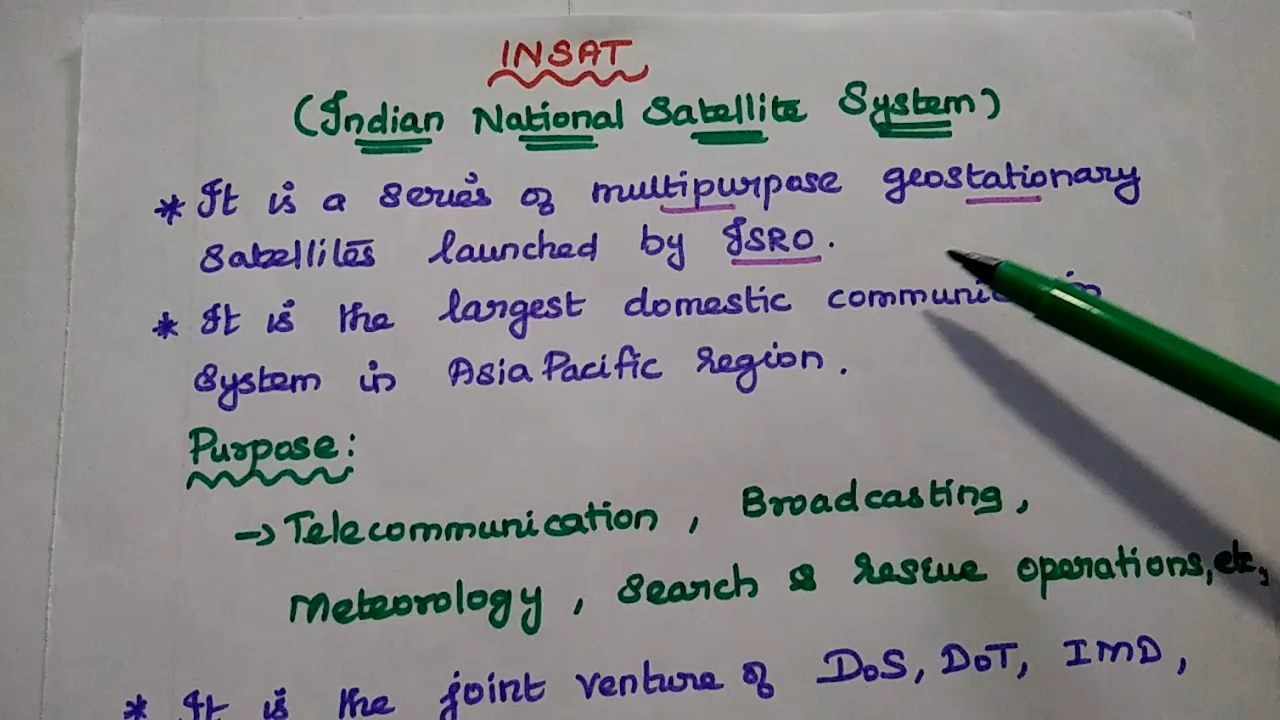 INSAT
(Indian National Satellite System)
* It is a series of multipurpose geostationary
Satellites launched by ISRO.
* It is the largest domestic
System in Asia Pacific region.
Purpose:
→ Telecommunication, Broadcasting,
Meteorology, Search & rescue operations, etc,
* It is the joint venture of DoS, DoT, IMD,